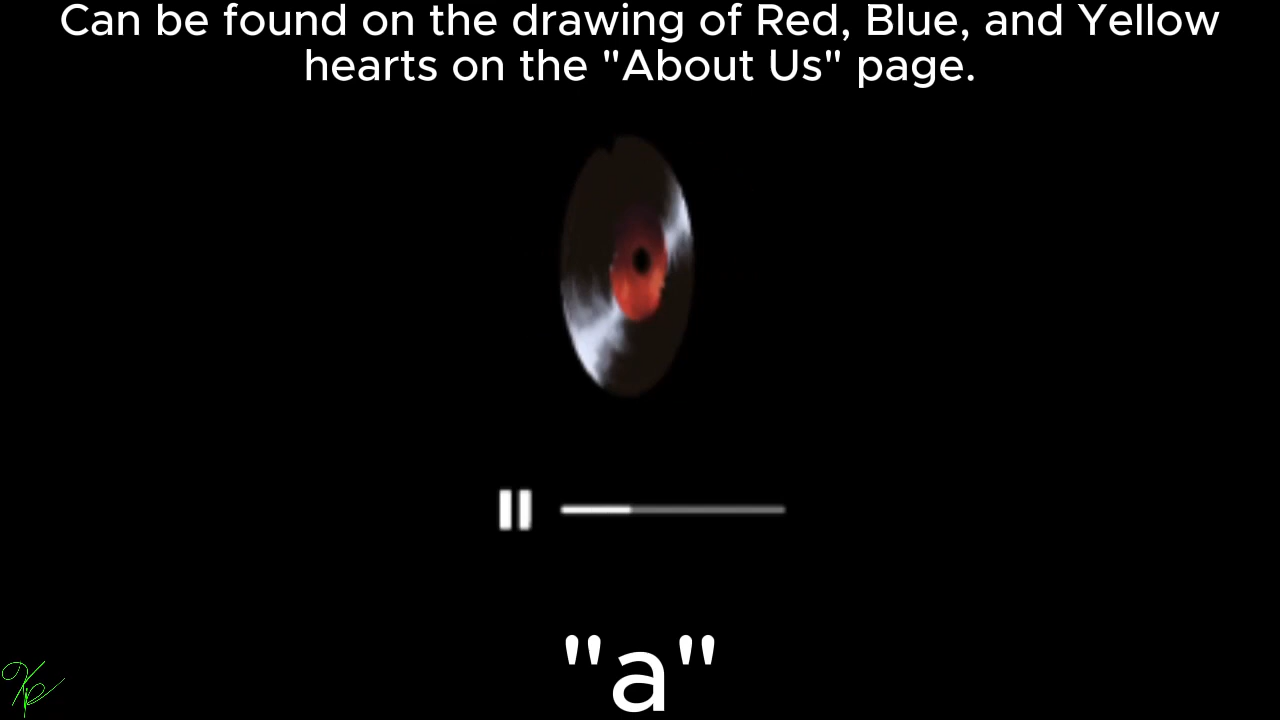 Can be found on the drawing of Red, Blue, and Yellow
hearts on the "About Us" page.
"a"